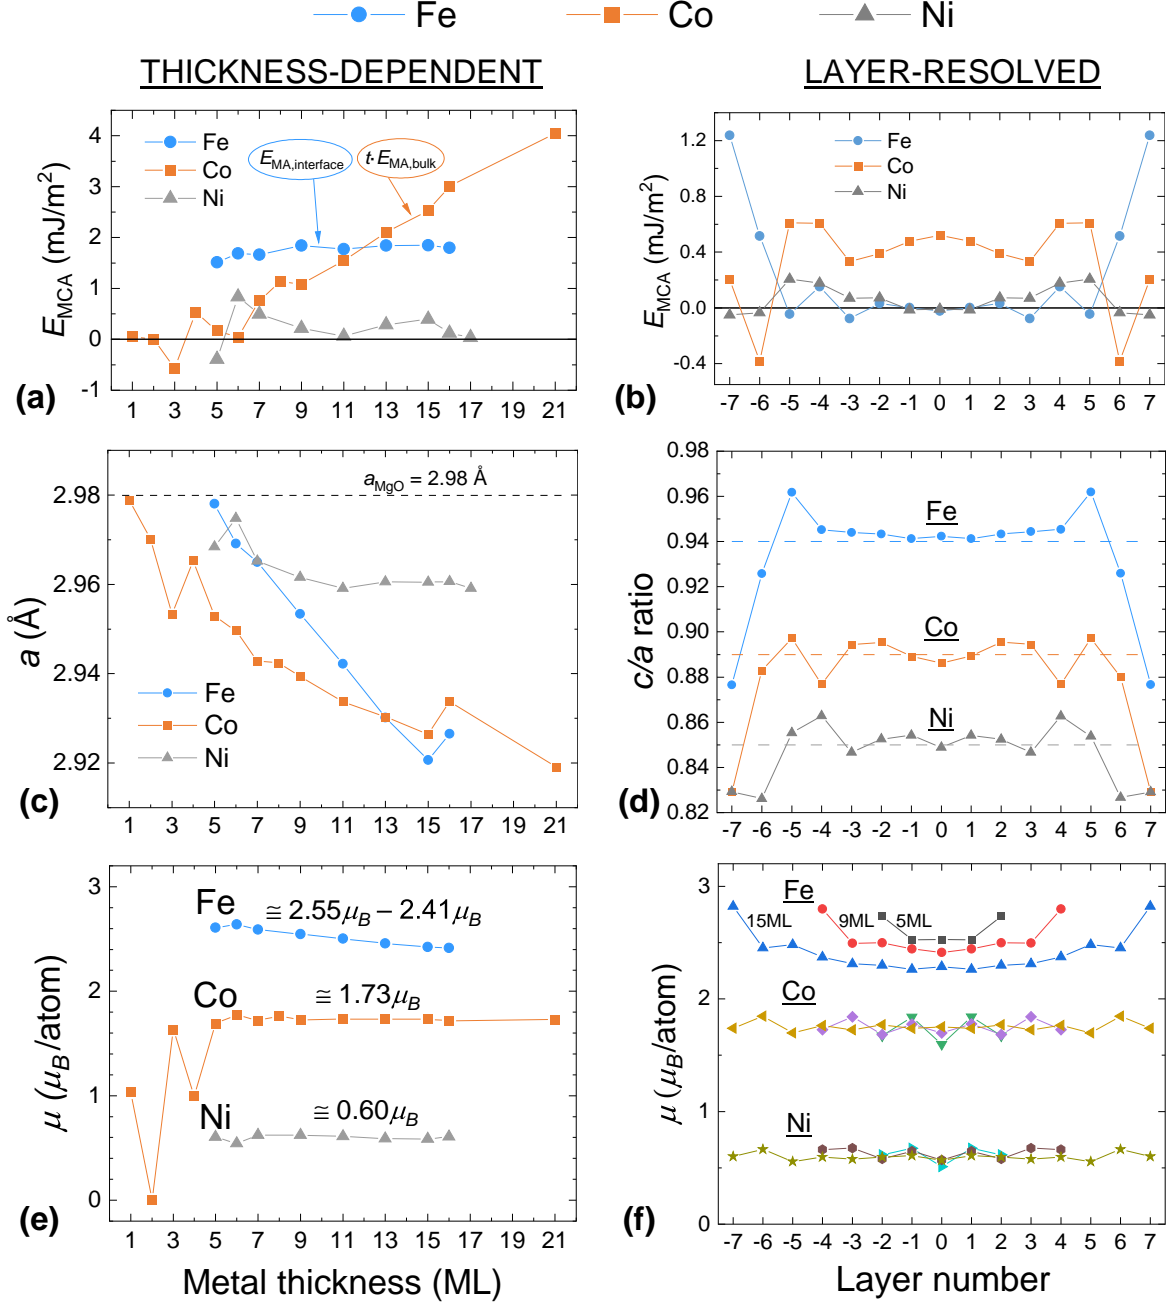 Fe Co Ni
THICKNESS-DEPENDENT
LAYER-RESOLVED
4
3
2
1
0
-1
E_MCA (mJ/m²)
Fe
Co
Ni
E_MA,interface
t·E_MA,bulk
(a)
1 3 5 7 9 11 13 15 17 19 21
1.2
0.8
0.4
0.0
-0.4
E_MCA (mJ/m²)
Fe
Co
Ni
(b)
-7 -6 -5 -4 -3 -2 -1 0 1 2 3 4 5 6 7
2.98
2.96
2.94
2.92
a (Å)
a_MgO = 2.98 Å
Fe
Co
Ni
(c)
1 3 5 7 9 11 13 15 17 19 21
0.98
0.96
0.94
0.92
0.90
0.88
0.86
0.84
0.82
c/a ratio
Fe
Co
Ni
(d)
-7 -6 -5 -4 -3 -2 -1 0 1 2 3 4 5 6 7
3
2
1
0
μ (μ_B/atom)
Fe ≅ 2.55μ_B – 2.41μ_B
Co ≅ 1.73μ_B
Ni ≅ 0.60μ_B
(e)
1 3 5 7 9 11 13 15 17 19 21
Metal thickness (ML)
3
2
1
0
μ (μ_B/atom)
Fe
15ML 9ML 5ML
Co
Ni
(f)
-7 -6 -5 -4 -3 -2 -1 0 1 2 3 4 5 6 7
Layer number